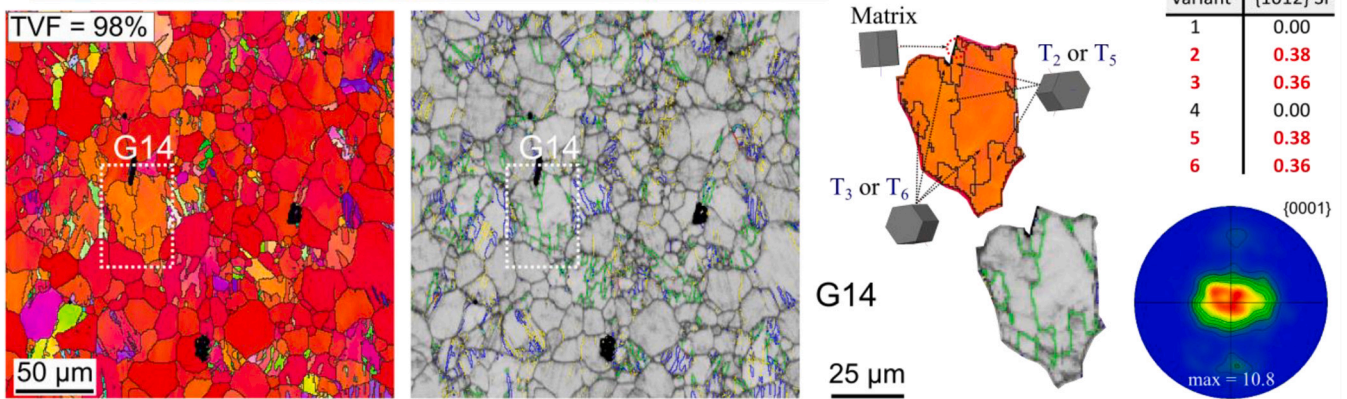 TVF = 98%
G14
50 µm
G14
Matrix
T2 or T5
T3 or T6
G14
25 µm
1 0.00
2 0.38
3 0.36
4 0.00
5 0.38
6 0.36
{0001}
max = 10.8